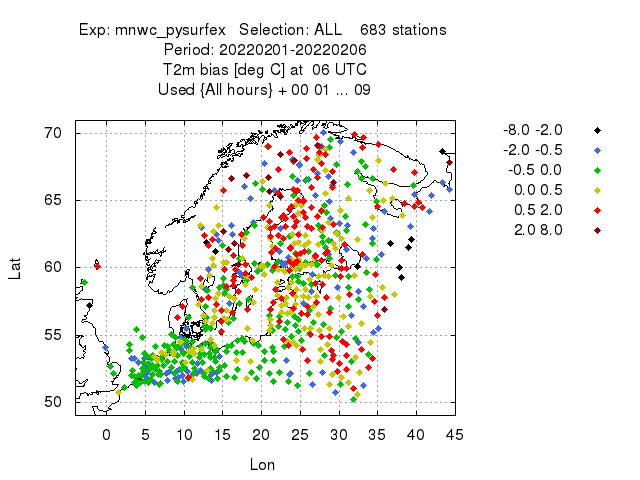 Exp: mnwc_pysurfex Selection: ALL 683 stations
Period: 20220201-20220206
T2m bias [deg C] at 06 UTC
Used {All hours} + 00 01 ... 09
70
65
60
55
50
Lat
0 5 10 15 20 25 30 35 40 45
Lon
-8.0 -2.0
-2.0 -0.5
-0.5 0.0
0.0 0.5
0.5 2.0
2.0 8.0